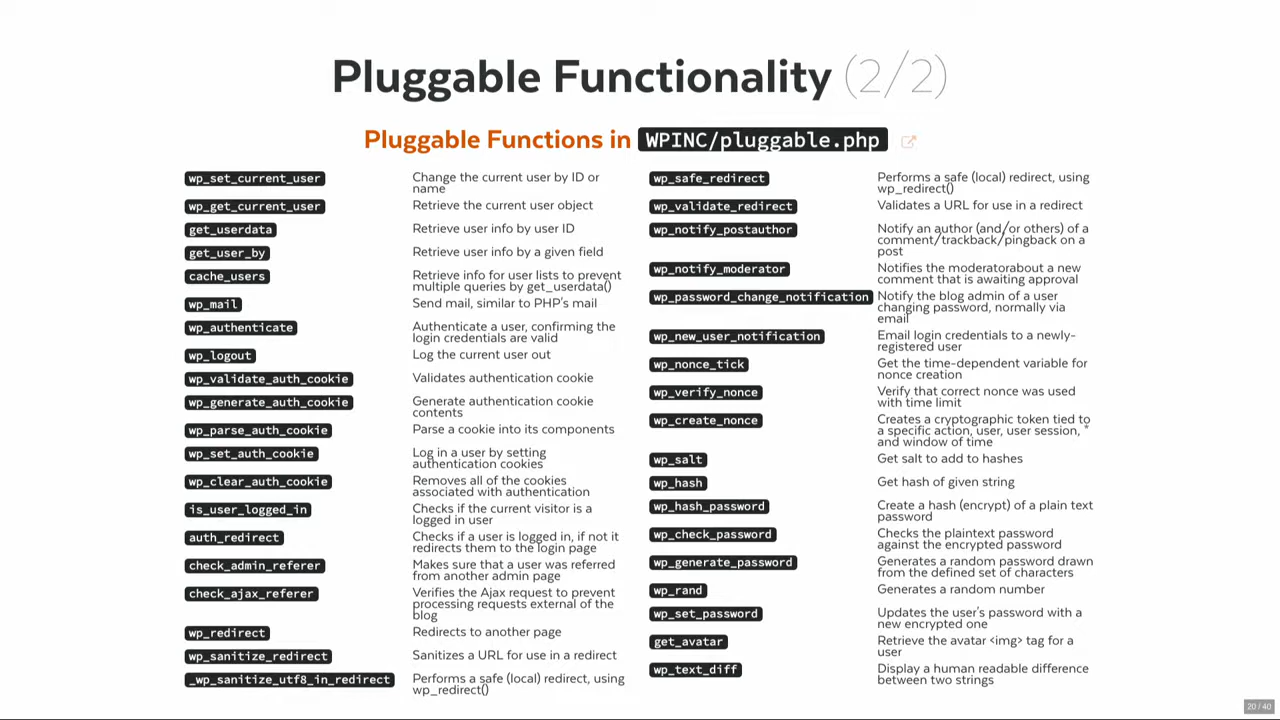 Pluggable Functionality (2/2)
Pluggable Functions in WPINC/pluggable.php
wp_set_current_user Change the current user by ID or
name
wp_get_current_user Retrieve the current user object
get_userdata Retrieve user info by user ID
get_user_by Retrieve user info by a given field
cache_users Retrieve info for user lists to prevent
multiple queries by get_userdata()
wp_mail Send mail, similar to PHP's mail
wp_authenticate Authenticate a user, confirming the
login credentials are valid
wp_logout Log the current user out
wp_validate_auth_cookie Validates authentication cookie
wp_generate_auth_cookie Generate authentication cookie
contents
wp_parse_auth_cookie Parse a cookie into its components
wp_set_auth_cookie Log in a user by setting
authentication cookies
wp_clear_auth_cookie Removes all of the cookies
associated with authentication
is_user_logged_in Checks if the current visitor is a
logged in user
auth_redirect Checks if a user is logged in, if not it
redirects them to the login page
check_admin_referer Makes sure that a user was referred
from another admin page
check_ajax_referer Verifies the Ajax request to prevent
processing requests external of the
blog
wp_redirect Redirects to another page
wp_sanitize_redirect Sanitizes a URL for use in a redirect
_wp_sanitize_utf8_in_redirect Performs a safe (local) redirect, using
wp_redirect()
wp_safe_redirect Performs a safe (local) redirect, using
wp_redirect()
wp_validate_redirect Validates a URL for use in a redirect
wp_notify_postauthor Notify an author (and/or others) of a
comment/trackback/pingback on a
post
wp_notify_moderator Notifies the moderatorabout a new
comment that is awaiting approval
wp_password_change_notification Notify the blog admin of a user
changing password, normally via
email
wp_new_user_notification Email login credentials to a newly-
registered user
wp_nonce_tick Get the time-dependent variable for
nonce creation
wp_verify_nonce Verify that correct nonce was used
with time limit
wp_create_nonce Creates a cryptographic token tied to
a specific action, user, user session, *
and window of time
wp_salt Get salt to add to hashes
wp_hash Get hash of given string
wp_hash_password Create a hash (encrypt) of a plain text
password
wp_check_password Checks the plaintext password
against the encrypted password
wp_generate_password Generates a random password drawn
from the defined set of characters
wp_rand Generates a random number
wp_set_password Updates the user's password with a
new encrypted one
get_avatar Retrieve the avatar <img> tag for a
user
wp_text_diff Display a human readable difference
between two strings
20 / 40